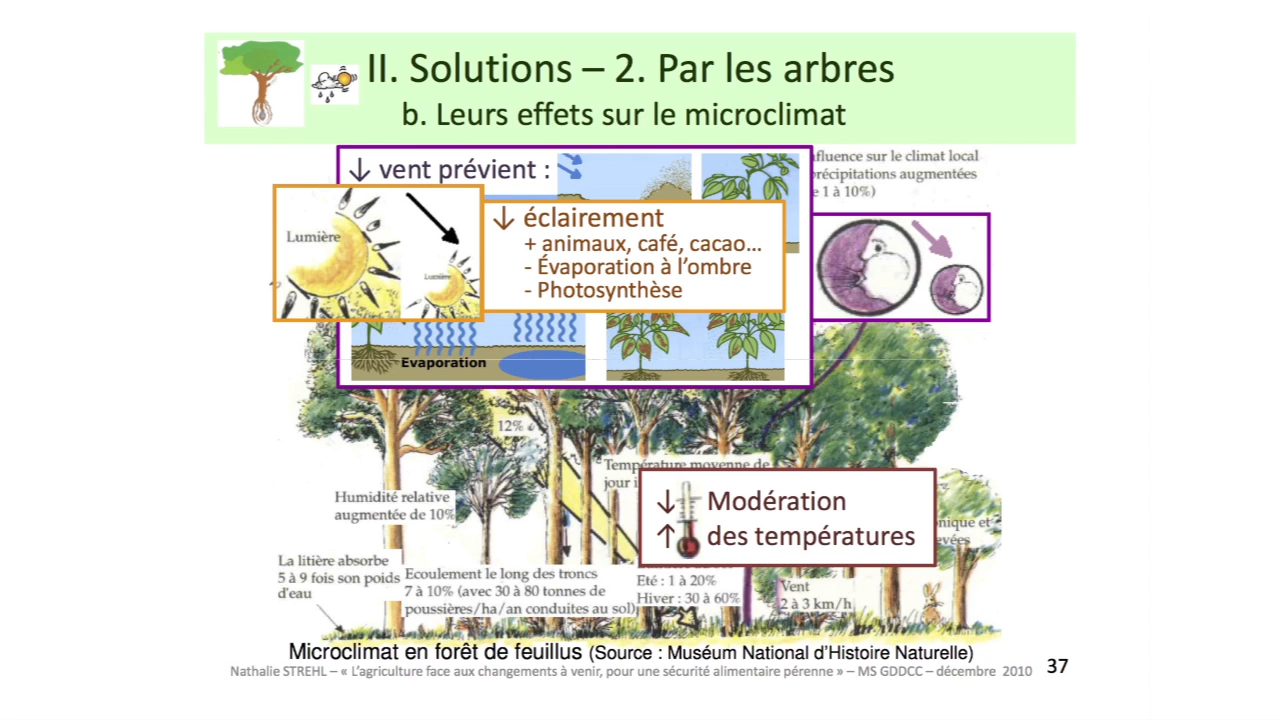 II. Solutions – 2. Par les arbres
b. Leurs effets sur le microclimat
↓ vent prévient :
sur le climat local
précipitations augmentées
1 à 10%)
Lumière
Lumière
↓ éclairement
+ animaux, café, cacao...
- Évaporation à l'ombre
- Photosynthèse
Evaporation
12%
Température moyenne de
jour
↓ Modération
↑ des températures
Humidité relative
augmentée de 10%
et
La litière absorbe
5 à 9 fois son poids
d'eau
Ecoulement le long des troncs
7 à 10% (avec 30 à 80 tonnes de
poussières/ha/an conduites au sol)
Eté : 1 à 20%
Hiver : 30 à 60%
Vent
2 à 3 km/h
Microclimat en forêt de feuillus (Source : Muséum National d'Histoire Naturelle)
Nathalie STREHL – « L'agriculture face aux changements à venir, pour une sécurité alimentaire pérenne » – MS GDDCC – décembre 2010
37